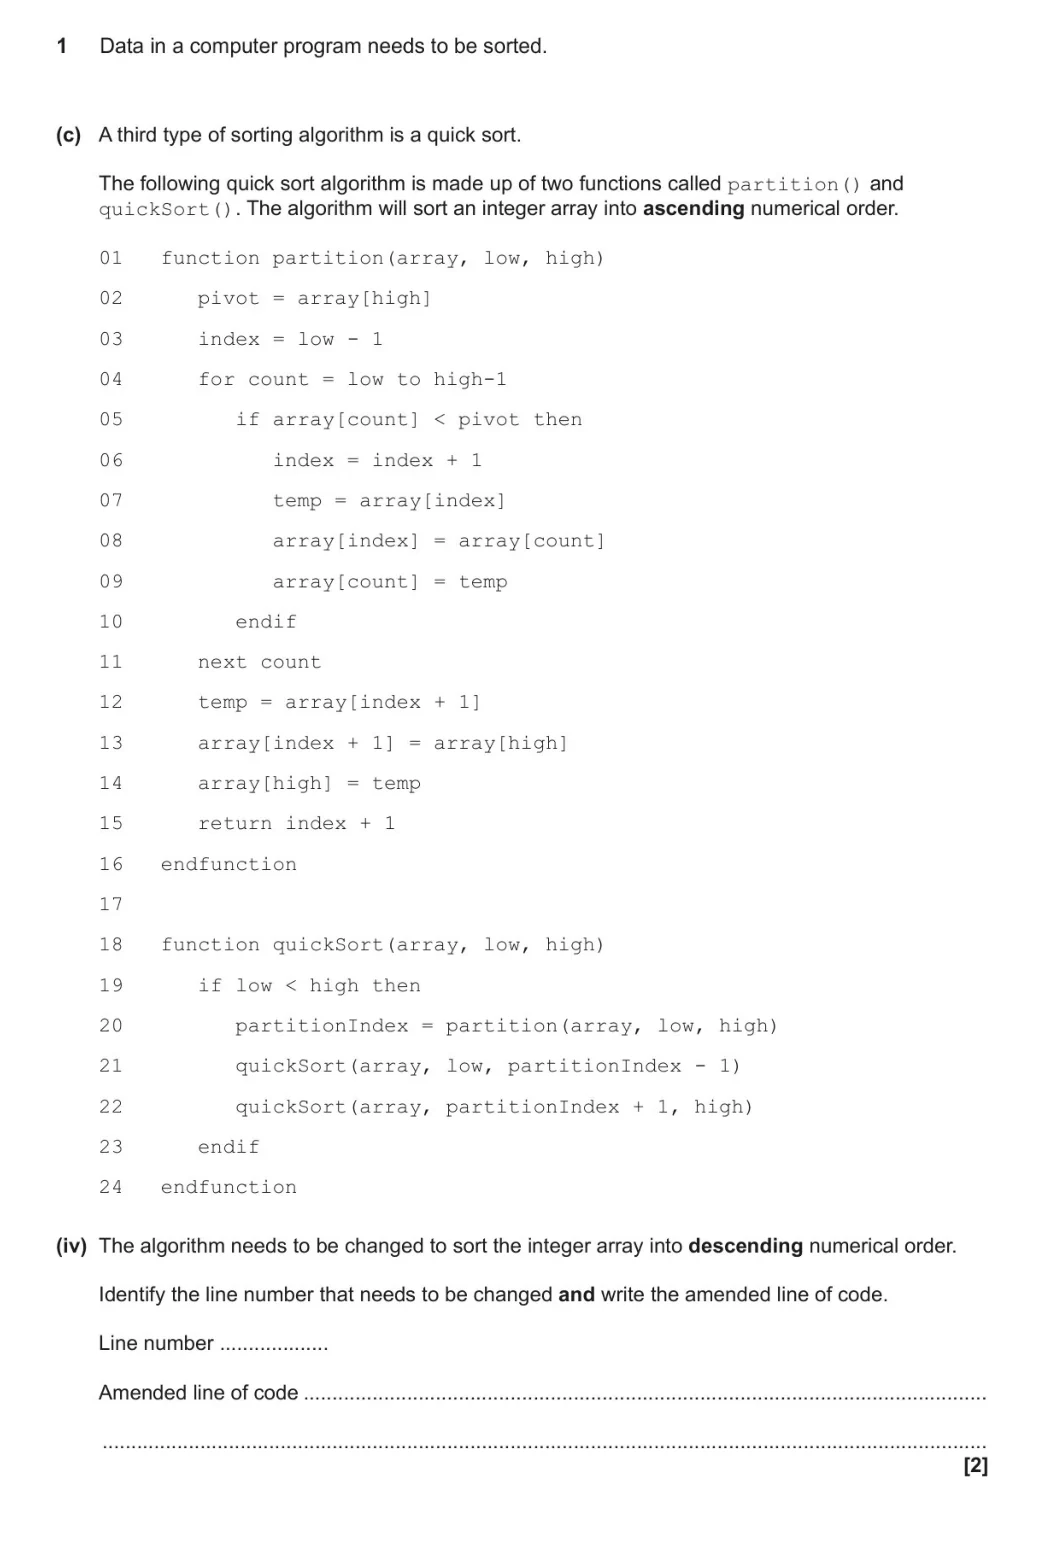 1 Data in a computer program needs to be sorted.
(c) A third type of sorting algorithm is a quick sort.
The following quick sort algorithm is made up of two functions called partition() and
quickSort(). The algorithm will sort an integer array into ascending numerical order.
01 function partition(array, low, high)
02 pivot = array[high]
03 index = low - 1
04 for count = low to high-1
05 if array[count] < pivot then
06 index = index + 1
07 temp = array[index]
08 array[index] = array[count]
09 array[count] = temp
10 endif
11 next count
12 temp = array[index + 1]
13 array[index + 1] = array[high]
14 array[high] = temp
15 return index + 1
16 endfunction
17
18 function quickSort(array, low, high)
19 if low < high then
20 partitionIndex = partition(array, low, high)
21 quickSort(array, low, partitionIndex - 1)
22 quickSort(array, partitionIndex + 1, high)
23 endif
24 endfunction
(iv) The algorithm needs to be changed to sort the integer array into descending numerical order.
Identify the line number that needs to be changed and write the amended line of code.
Line number ...................
Amended line of code ........................................................................................................................
............................................................................................................................................................
[2]